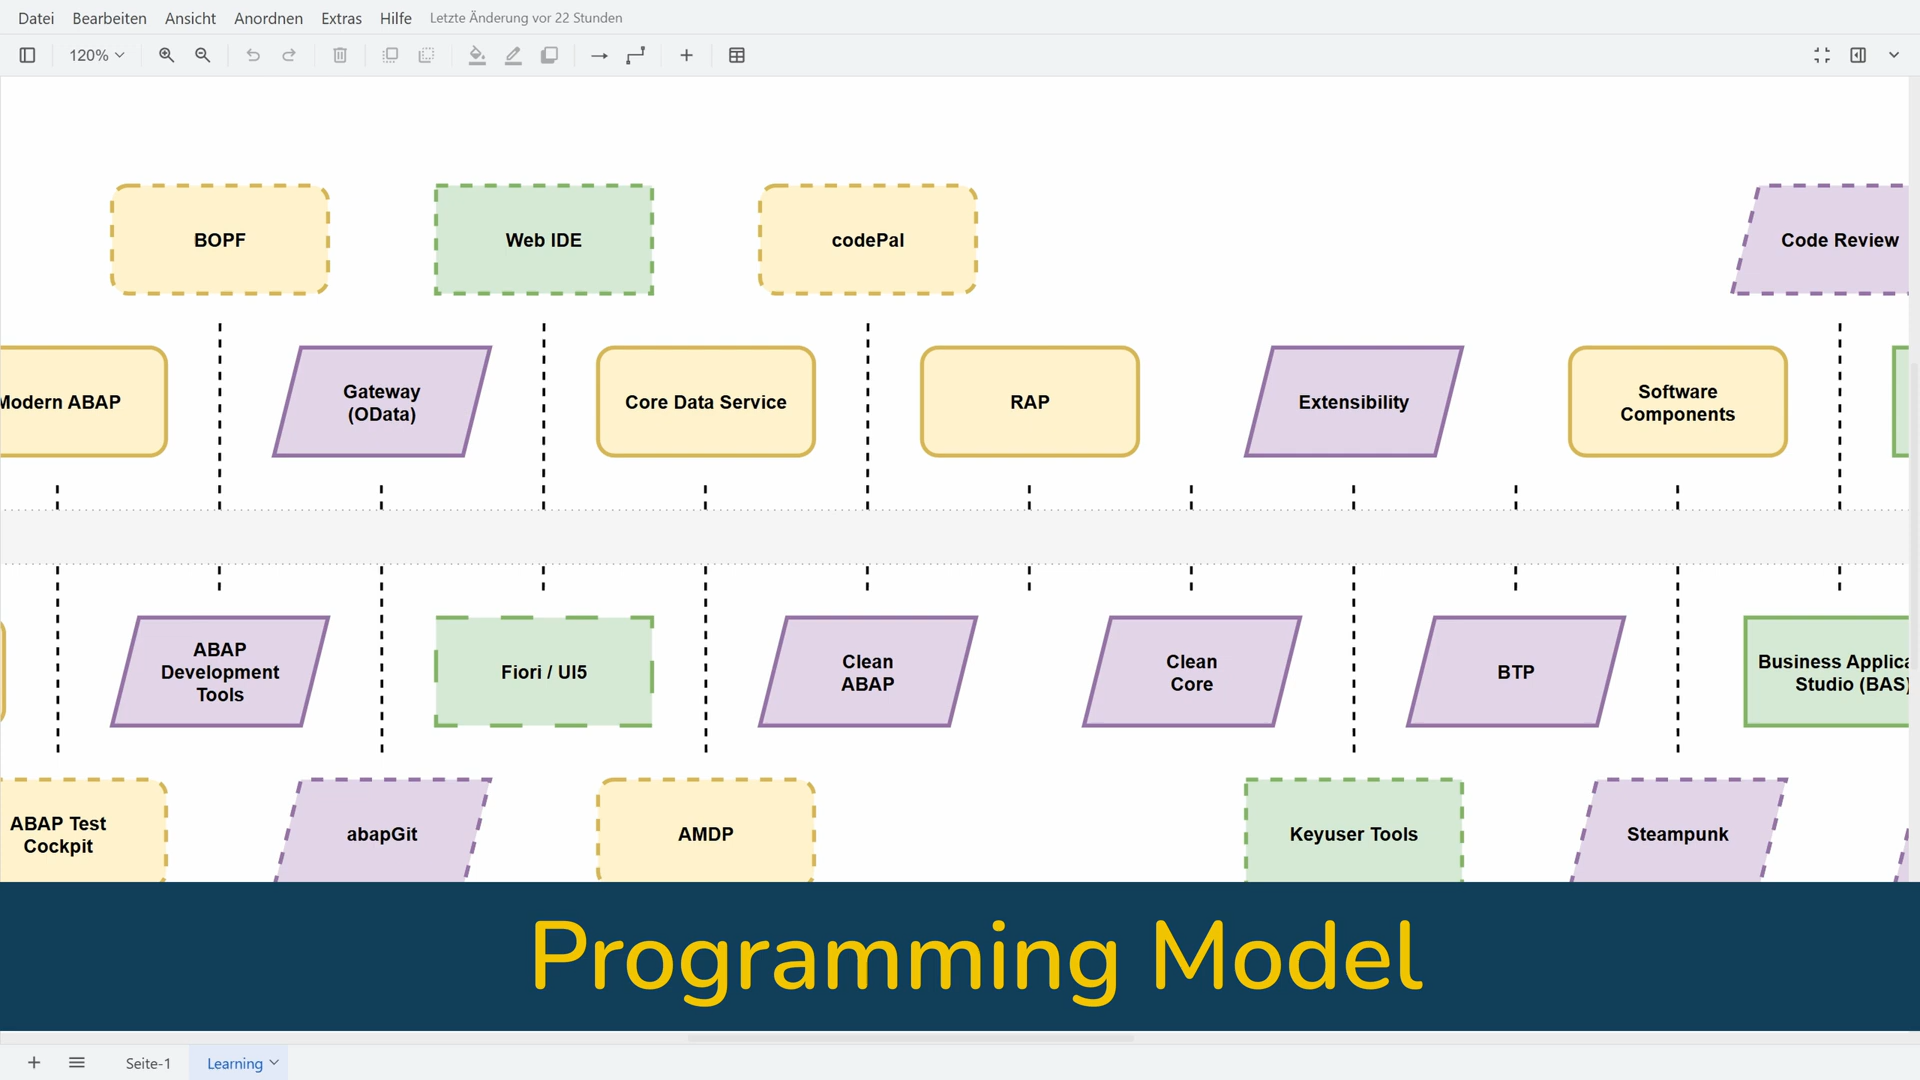 Datei Bearbeiten Ansicht Anordnen Extras Hilfe Letzte Änderung vor 22 Stunden
120%
BOPF
Web IDE
codePal
Code Review
Modern ABAP
Gateway
(OData)
Core Data Service
RAP
Extensibility
Software
Components
ABAP
Development
Tools
Fiori / UI5
Clean
ABAP
Clean
Core
BTP
Business Applica
Studio (BAS)
ABAP Test
Cockpit
abapGit
AMDP
Keyuser Tools
Steampunk
Programming Model
Seite-1 Learning